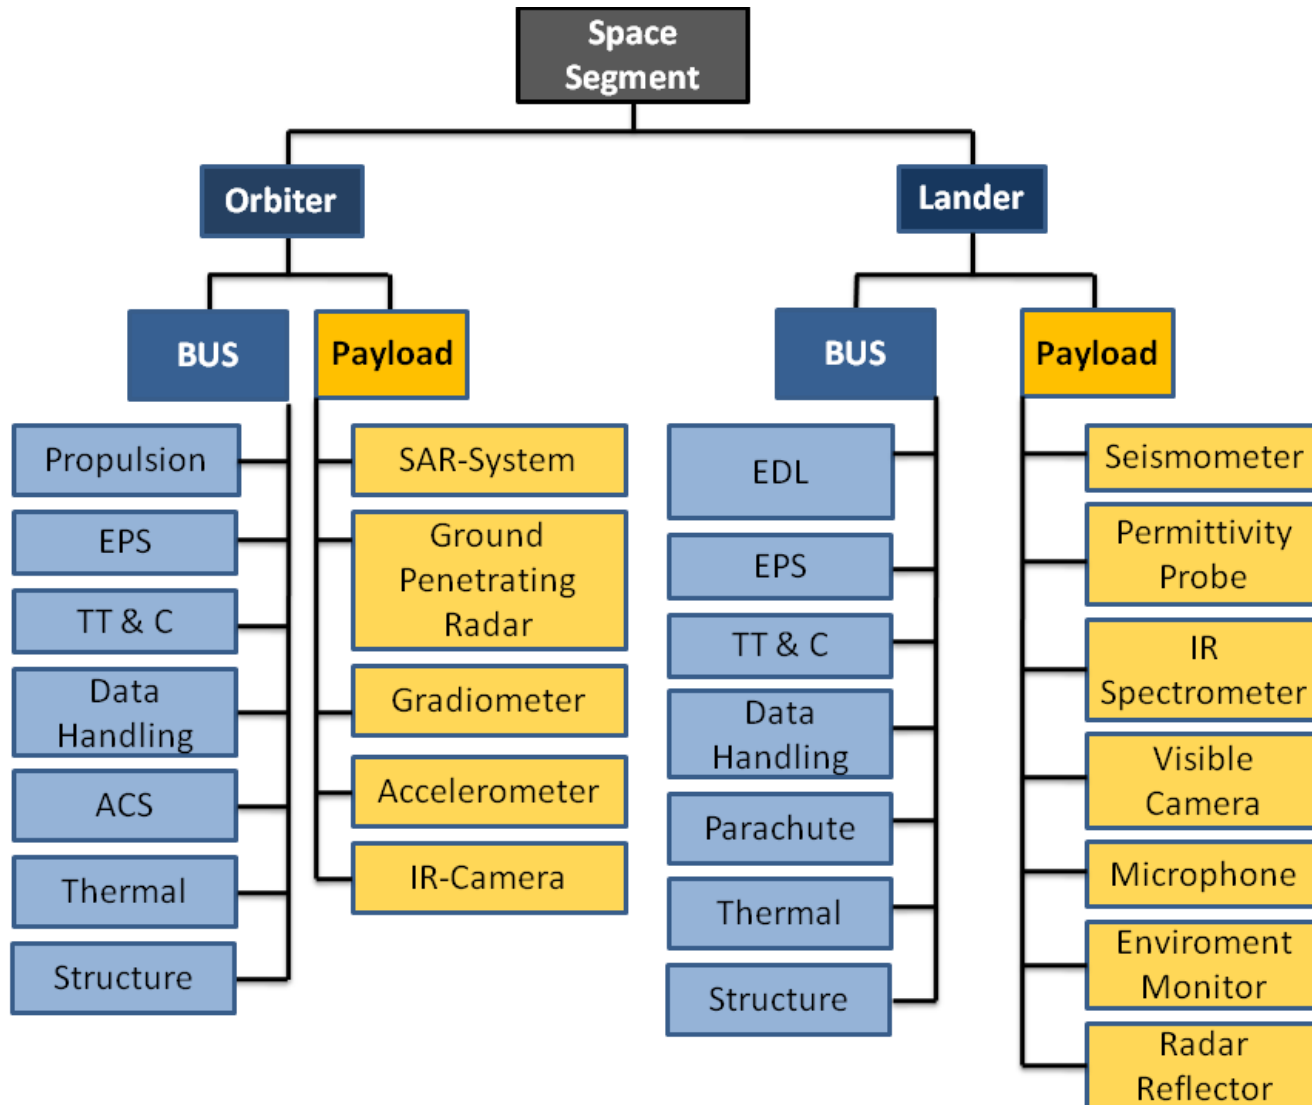 Space
Segment
Orbiter
Lander
BUS
Payload
BUS
Payload
Propulsion
EPS
TT & C
Data
Handling
ACS
Thermal
Structure
SAR-System
Ground
Penetrating
Radar
Gradiometer
Accelerometer
IR-Camera
EDL
EPS
TT & C
Data
Handling
Parachute
Thermal
Structure
Seismometer
Permittivity
Probe
IR
Spectrometer
Visible
Camera
Microphone
Enviroment
Monitor
Radar
Reflector